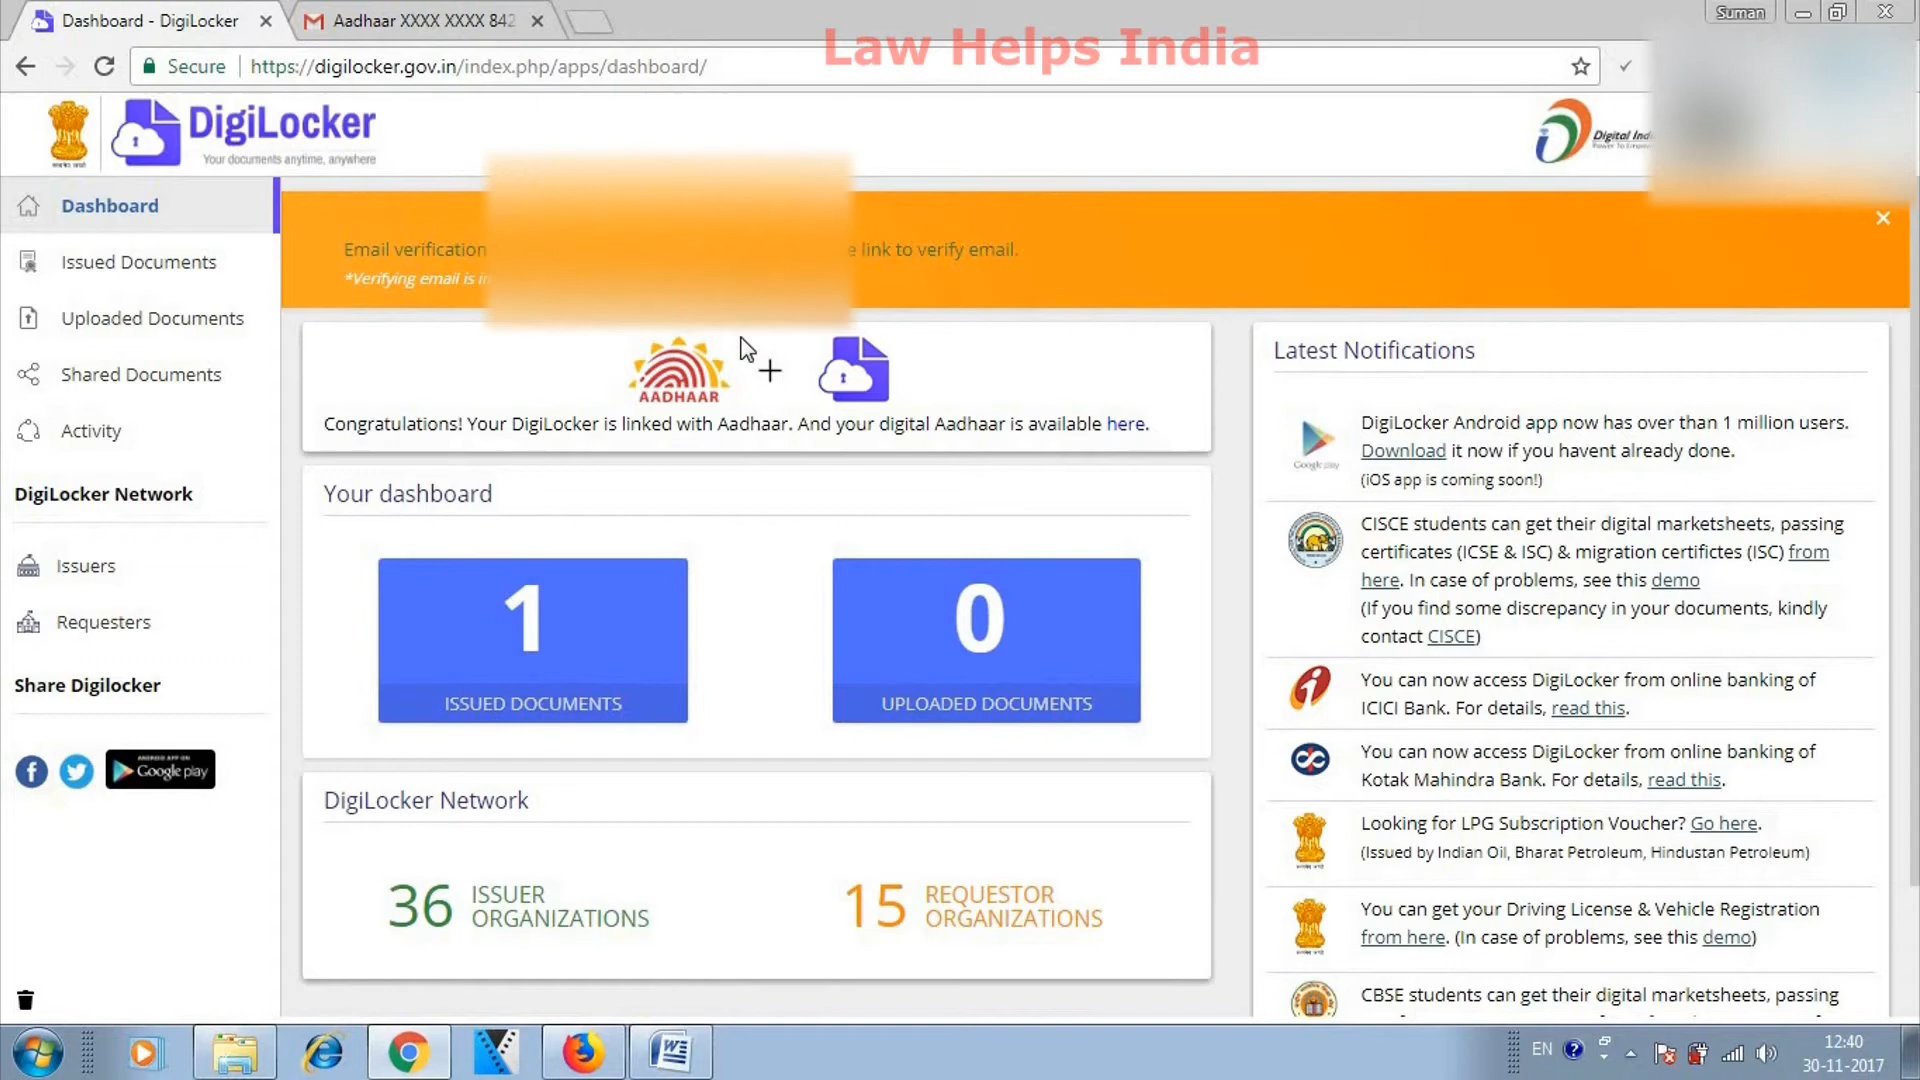 Dashboard - DigiLocker
Aadhaar XXXX XXXX 842
Suman
Law Helps India
Secure
https://digilocker.gov.in/index.php/apps/dashboard/
DigiLocker
Your documents anytime, anywhere
Digital Ind
Dashboard
Issued Documents
Uploaded Documents
Shared Documents
Activity
DigiLocker Network
Issuers
Requesters
Share Digilocker
ANDROID APP ON
Google play
Email verification
link to verify email.
*Verifying email is
AADHAAR
Congratulations! Your DigiLocker is linked with Aadhaar. And your digital Aadhaar is available here.
Your dashboard
1
ISSUED DOCUMENTS
0
UPLOADED DOCUMENTS
DigiLocker Network
36 ISSUER
ORGANIZATIONS
15 REQUESTOR
ORGANIZATIONS
Latest Notifications
Google play
DigiLocker Android app now has over than 1 million users.
Download it now if you havent already done.
(iOS app is coming soon!)
CISCE students can get their digital marketsheets, passing
certificates (ICSE & ISC) & migration certifictes (ISC) from
here. In case of problems, see this demo
(If you find some discrepancy in your documents, kindly
contact CISCE)
You can now access DigiLocker from online banking of
ICICI Bank. For details, read this.
You can now access DigiLocker from online banking of
Kotak Mahindra Bank. For details, read this.
Looking for LPG Subscription Voucher? Go here.
(Issued by Indian Oil, Bharat Petroleum, Hindustan Petroleum)
You can get your Driving License & Vehicle Registration
from here. (In case of problems, see this demo)
CBSE students can get their digital marketsheets, passing
EN
12:40
30-11-2017